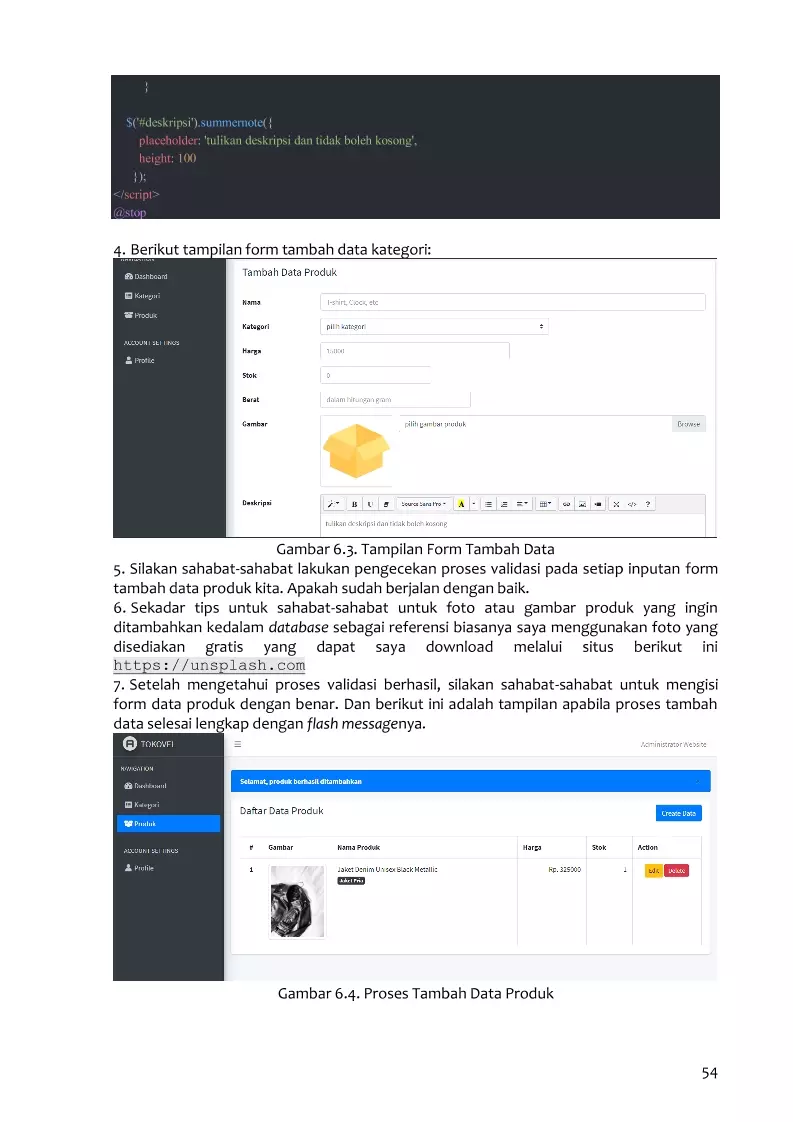 }
$('#deskripsi').summernote({
placeholder: 'tulikan deskripsi dan tidak boleh kosong',
height: 100
});
</script>
@stop
4. Berikut tampilan form tambah data kategori:
NAVIGATION
Dashboard
Kategori
Produk
ACCOUNT SETTINGS
Profile
Tambah Data Produk
Nama T-shirt, Clock, etc
Kategori pilih kategori
Harga 15000
Stok 0
Berat dalam hitungan gram
Gambar pilih gambar produk Browse
Deskripsi B U Source Sans Pro A </> ?
tulikan deskripsi dan tidak boleh kosong
Gambar 6.3. Tampilan Form Tambah Data
5. Silakan sahabat-sahabat lakukan pengecekan proses validasi pada setiap inputan form
tambah data produk kita. Apakah sudah berjalan dengan baik.
6. Sekadar tips untuk sahabat-sahabat untuk foto atau gambar produk yang ingin
ditambahkan kedalam database sebagai referensi biasanya saya menggunakan foto yang
disediakan gratis yang dapat saya download melalui situs berikut ini
https://unsplash.com
7. Setelah mengetahui proses validasi berhasil, silakan sahabat-sahabat untuk mengisi
form data produk dengan benar. Dan berikut ini adalah tampilan apabila proses tambah
data selesai lengkap dengan flash messagenya.
TOKOVEL
Administrator Website
NAVIGATION
Dashboard
Kategori
Produk
ACCOUNT SETTINGS
Profile
Selamat, produk berhasil ditambahkan
Daftar Data Produk Create Data
# Gambar Nama Produk Harga Stok Action
1 Jaket Denim Unisex Black Metallic Rp. 325000 1 Edit Delete
Jaket Pria
Gambar 6.4. Proses Tambah Data Produk
54